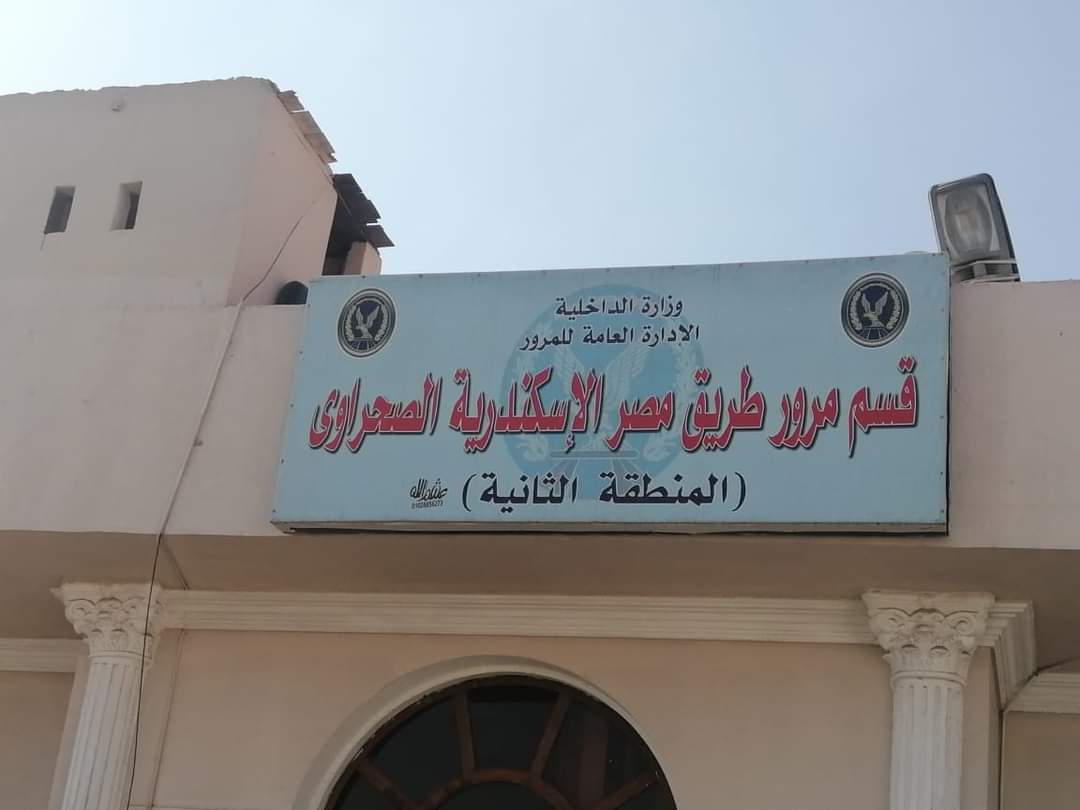 وزارة الداخلية
الإدارة العامة للمرور
قسم مرور طريق مصر الإسكندرية الصحراوى
(المنطقة الثانية)